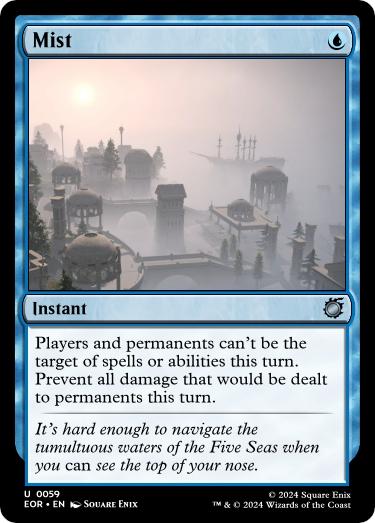 Mist
Instant
Players and permanents can't be the
target of spells or abilities this turn.
Prevent all damage that would be dealt
to permanents this turn.
It's hard enough to navigate the
tumultuous waters of the Five Seas when
you can see the top of your nose.
U 0059
EOR • EN Square Enix
© 2024 Square Enix
™ & © 2024 Wizards of the Coast